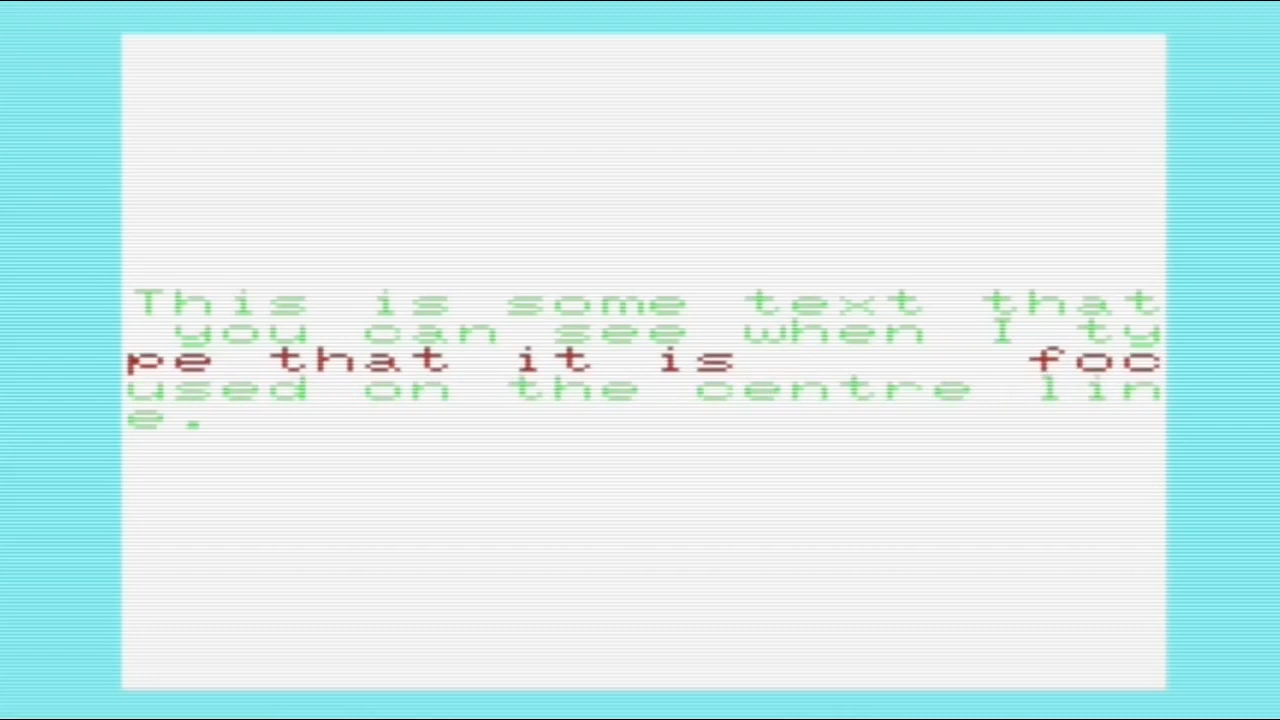 This is some text that
you can see when I ty
pe that it is foc
used on the centre lin
e.